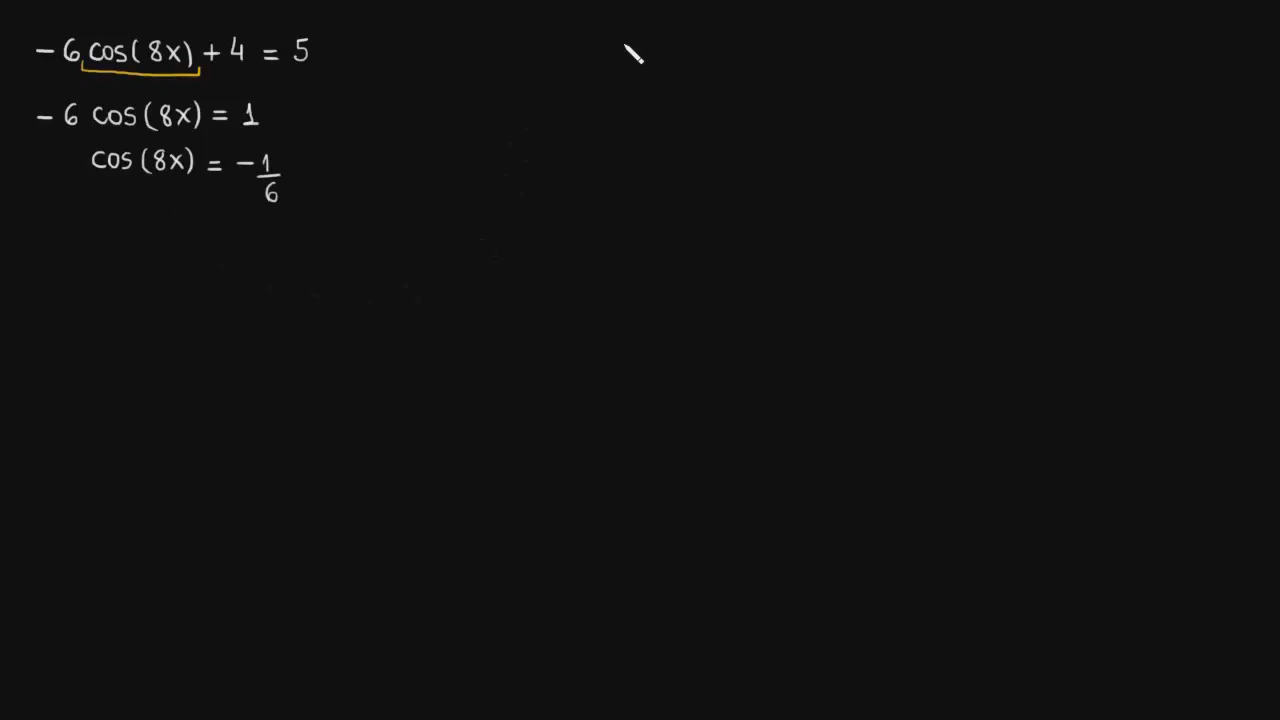 -6 cos(8x) + 4 = 5
-6 cos(8x) = 1
cos(8x) = -1/6